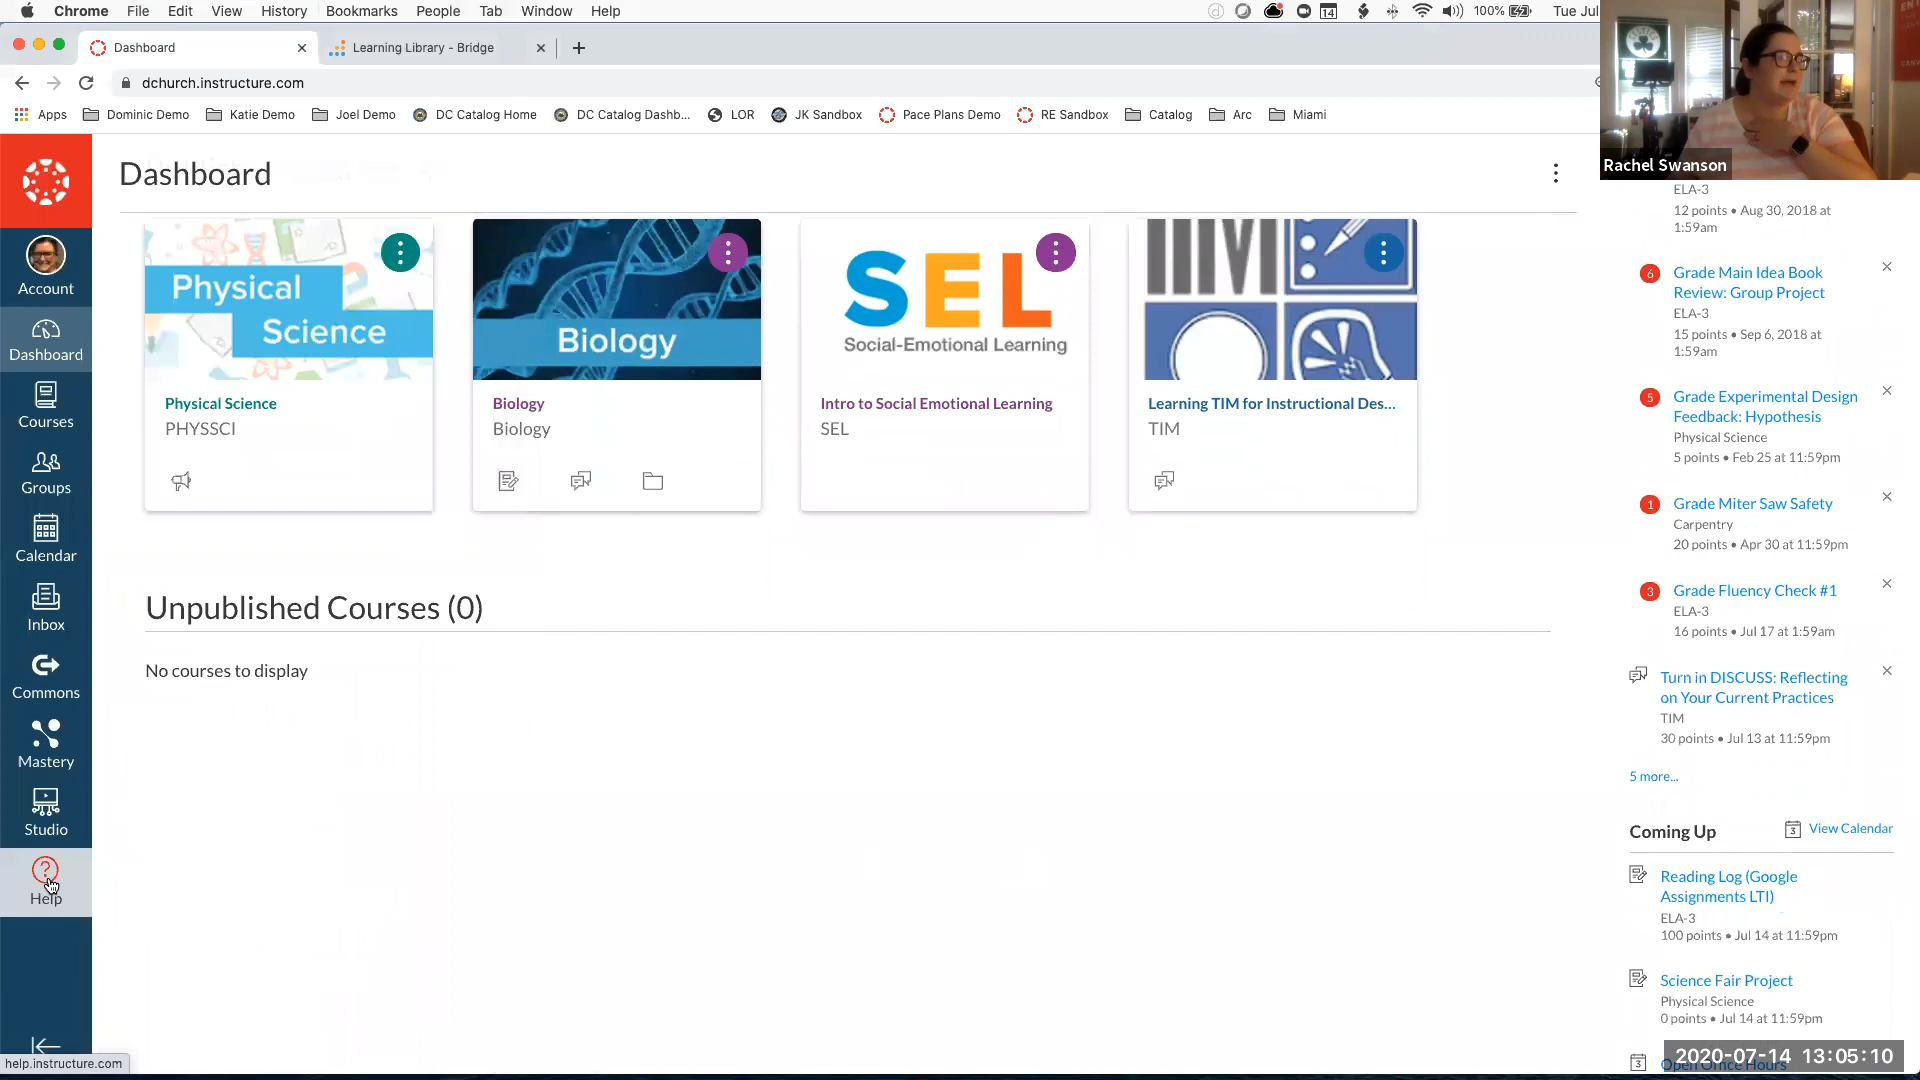 Chrome File Edit View History Bookmarks People Tab Window Help
14 100% Tue Jul
Dashboard
Learning Library - Bridge
dchurch.instructure.com
Apps Dominic Demo Katie Demo Joel Demo DC Catalog Home DC Catalog Dashb... LOR JK Sandbox Pace Plans Demo RE Sandbox Catalog Arc Miami
Rachel Swanson
Account
Dashboard
Courses
Groups
Calendar
Inbox
Commons
Mastery
Studio
Help
help.instructure.com
Dashboard
Physical
Science
Physical Science
PHYSSCI
Biology
Biology
Biology
SEL
Social-Emotional Learning
Intro to Social Emotional Learning
SEL
Learning TIM for Instructional Des...
TIM
Unpublished Courses (0)
No courses to display
ELA-3
12 points • Aug 30, 2018 at
1:59am
6 Grade Main Idea Book
Review: Group Project
ELA-3
15 points • Sep 6, 2018 at
1:59am
5 Grade Experimental Design
Feedback: Hypothesis
Physical Science
5 points • Feb 25 at 11:59pm
1 Grade Miter Saw Safety
Carpentry
20 points • Apr 30 at 11:59pm
3 Grade Fluency Check #1
ELA-3
16 points • Jul 17 at 1:59am
Turn in DISCUSS: Reflecting
on Your Current Practices
TIM
30 points • Jul 13 at 11:59pm
5 more...
Coming Up
3 View Calendar
Reading Log (Google
Assignments LTI)
ELA-3
100 points • Jul 14 at 11:59pm
Science Fair Project
Physical Science
0 points • Jul 14 at 11:59pm
3 Open Office Hours
2020-07-14 13:05:10